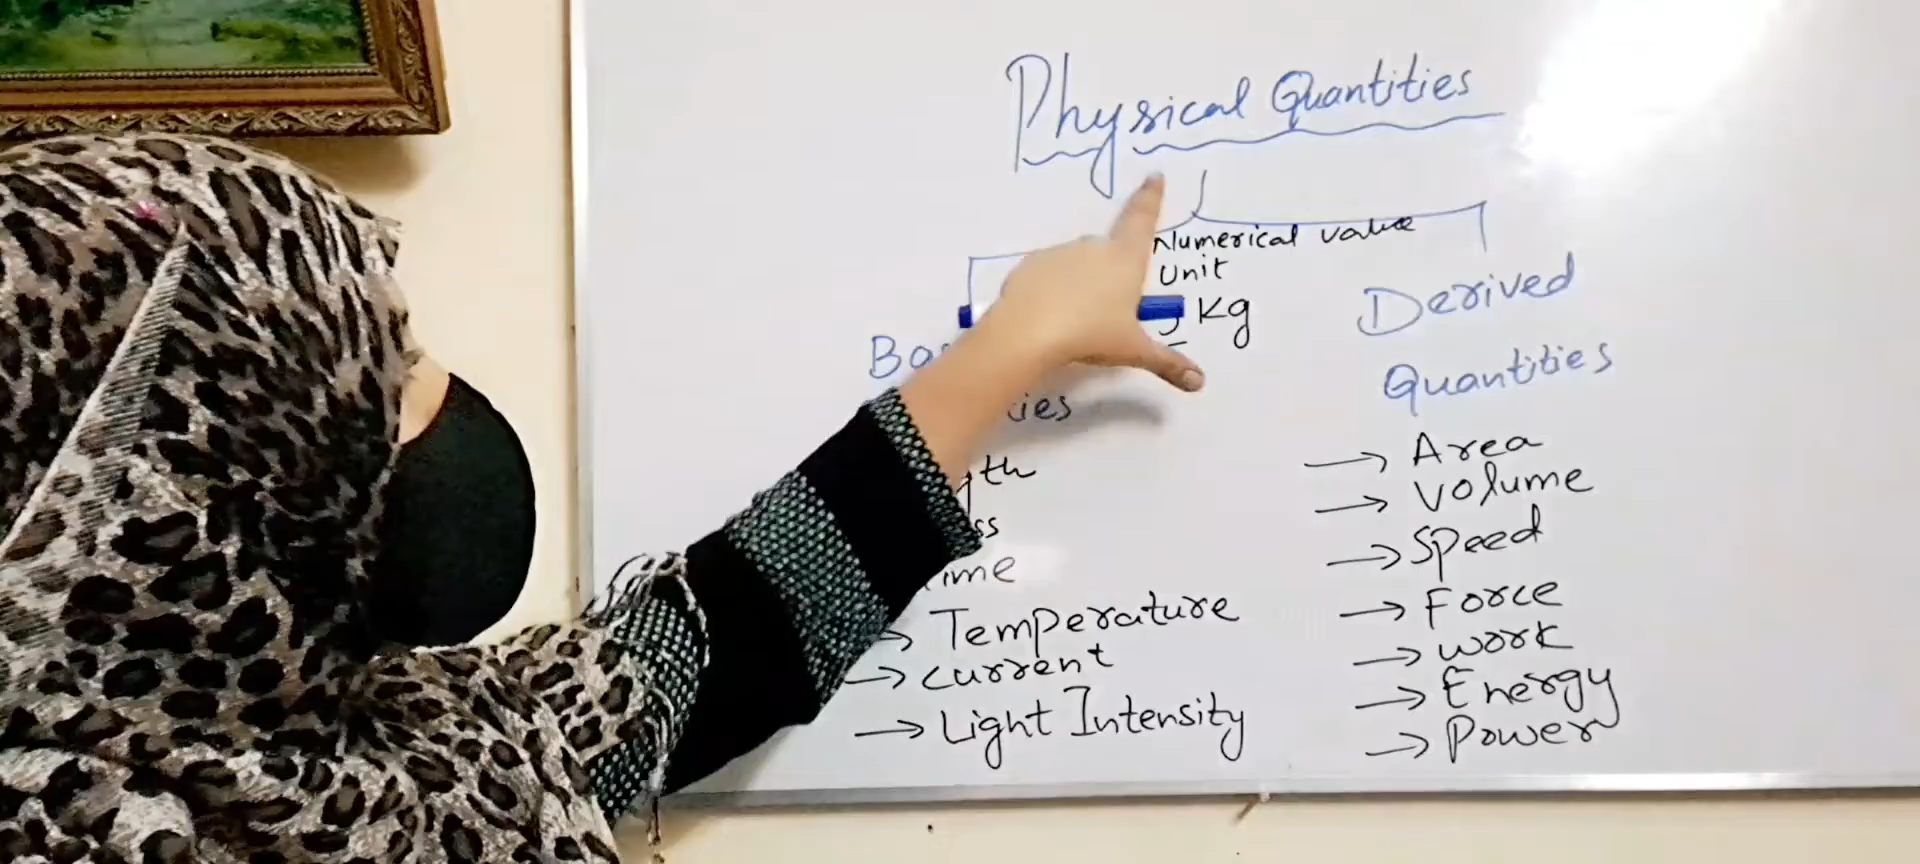 Physical Quantities
Numerical value
Unit
Kg
Derived
Quantities
→ Area
→ Volume
→ Speed
→ Force
→ work
→ Energy
→ Power
→ Temperature
→ current
→ Light Intensity